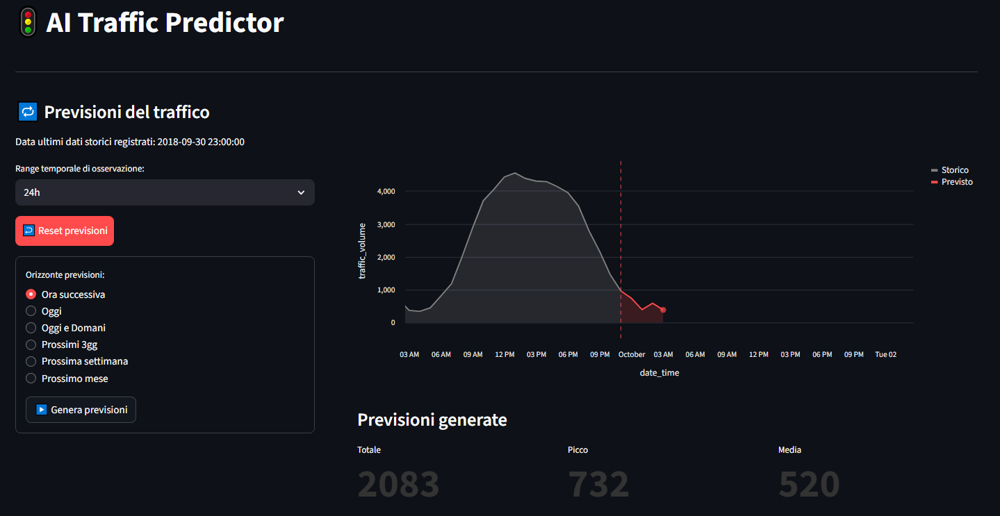 AI Traffic Predictor
Previsioni del traffico
Data ultimi dati storici registrati: 2018-09-30 23:00:00
Range temporale di osservazione:
24h
Reset previsioni
Orizzonte previsioni:
Ora successiva
Oggi
Oggi e Domani
Prossimi 3gg
Prossima settimana
Prossimo mese
Genera previsioni
Storico
Previsto
traffic_volume
4,000
3,000
2,000
1,000
0
03 AM 06 AM 09 AM 12 PM 03 PM 06 PM 09 PM October 03 AM 06 AM 09 AM 12 PM 03 PM 06 PM 09 PM Tue 02
date_time
Previsioni generate
Totale Picco Media
2083 732 520